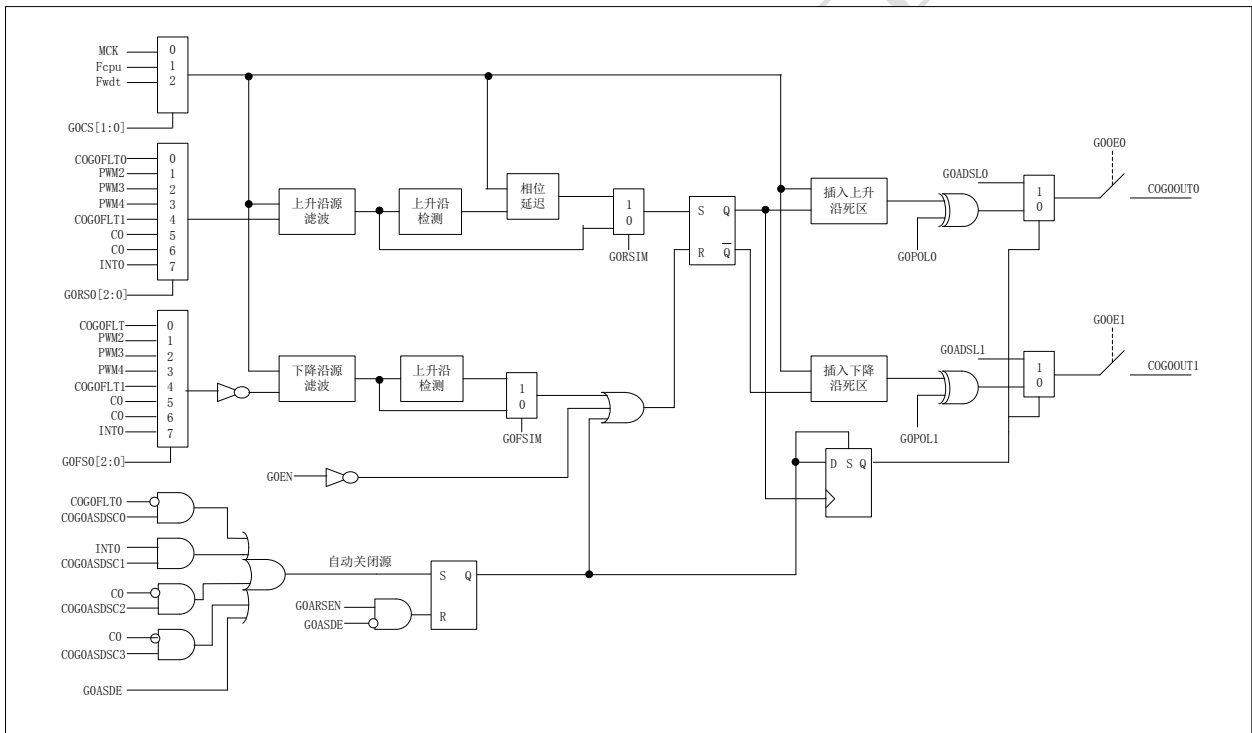 MCK
Fcpu
Fwdt
0
1
2
G0CS[1:0]
COG0FLT0
PWM2
PWM3
PWM4
COG0FLT1
C0
C0
INT0
0
1
2
3
4
5
6
7
G0RS0[2:0]
上升沿源
滤波
上升沿
检测
相位
延迟
1
0
G0RSIM
S Q
R Q
插入上升
沿死区
G0POL0
G0ADSL0
1
0
G0OE0
COG0OUT0
COG0FLT
PWM2
PWM3
PWM4
COG0FLT1
C0
C0
INT0
0
1
2
3
4
5
6
7
G0FS0[2:0]
下降沿源
滤波
上升沿
检测
1
0
G0FSIM
插入下降
沿死区
G0POL1
G0ADSL1
1
0
G0OE1
COG0OUT1
G0EN
D S Q
COG0FLT0
COG0ASDSC0
INT0
COG0ASDSC1
C0
COG0ASDSC2
C0
COG0ASDSC3
G0ASDE
自动关闭源
S Q
R
G0ARSEN
G0ASDE